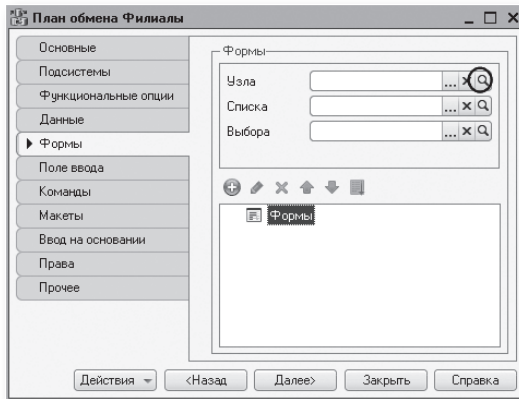 План обмена Филиалы
Основные
Подсистемы
Функциональные опции
Данные
Формы
Поле ввода
Команды
Макеты
Ввод на основании
Права
Прочее
Формы
Узла
Списка
Выбора
Формы
Действия
<Назад
Далее>
Закрыть
Справка